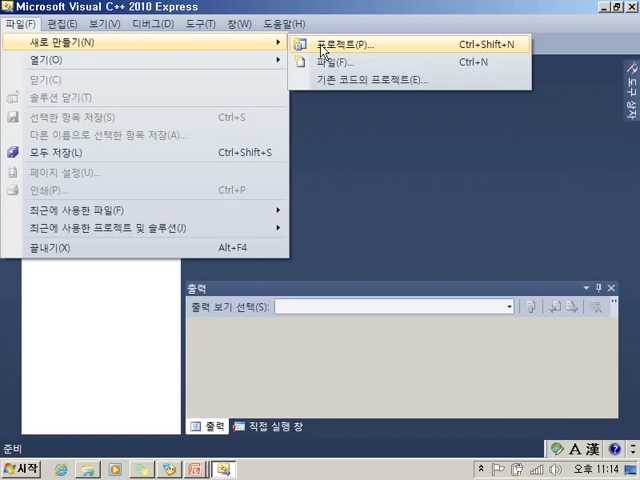 Microsoft Visual C++ 2010 Express
파일(F) 편집(E) 보기(V) 디버그(D) 도구(T) 창(W) 도움말(H)
새로 만들기(N)
프로젝트(P)... Ctrl+Shift+N
파일(F)... Ctrl+N
기존 코드의 프로젝트(E)...
열기(O)
닫기(C)
솔루션 닫기(T)
선택한 항목 저장(S) Ctrl+S
다른 이름으로 선택한 항목 저장(A)...
모두 저장(L) Ctrl+Shift+S
페이지 설정(U)...
인쇄(P)... Ctrl+P
최근에 사용한 파일(F)
최근에 사용한 프로젝트 및 솔루션(J)
끝내기(X) Alt+F4
도구 상자
출력
출력 보기 선택(S):
출력 직접 실행 창
준비
A 漢
시작
오후 11:14